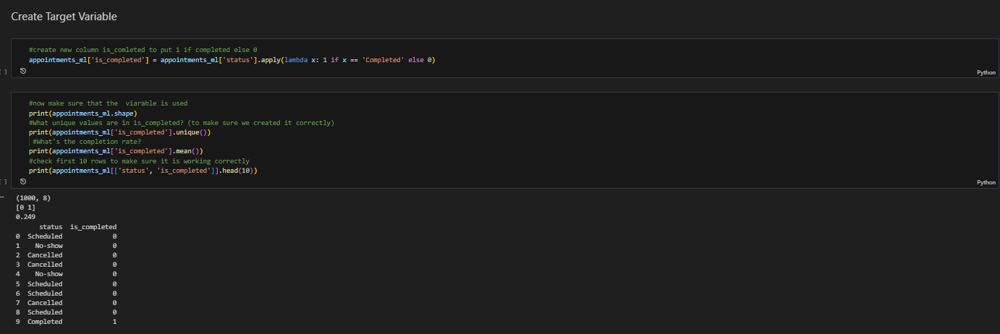 Create Target Variable
#create new column is_comleted to put 1 if completed else 0
appointments_ml['is_completed'] = appointments_ml['status'].apply(lambda x: 1 if x == 'Completed' else 0)
[ ]
Python
#now make sure that the  viarable is used
print(appointments_ml.shape)
#What unique values are in is_completed? (to make sure we created it correctly)
print(appointments_ml['is_completed'].unique())
 #What's the completion rate?
print(appointments_ml['is_completed'].mean())
#check first 10 rows to make sure it is working correctly
print(appointments_ml[['status', 'is_completed']].head(10))
[ ]
Python
(1000, 8)
[0 1]
0.249
      status  is_completed
0  Scheduled             0
1    No-show             0
2  Cancelled             0
3  Cancelled             0
4    No-show             0
5  Scheduled             0
6  Scheduled             0
7  Cancelled             0
8  Scheduled             0
9  Completed             1